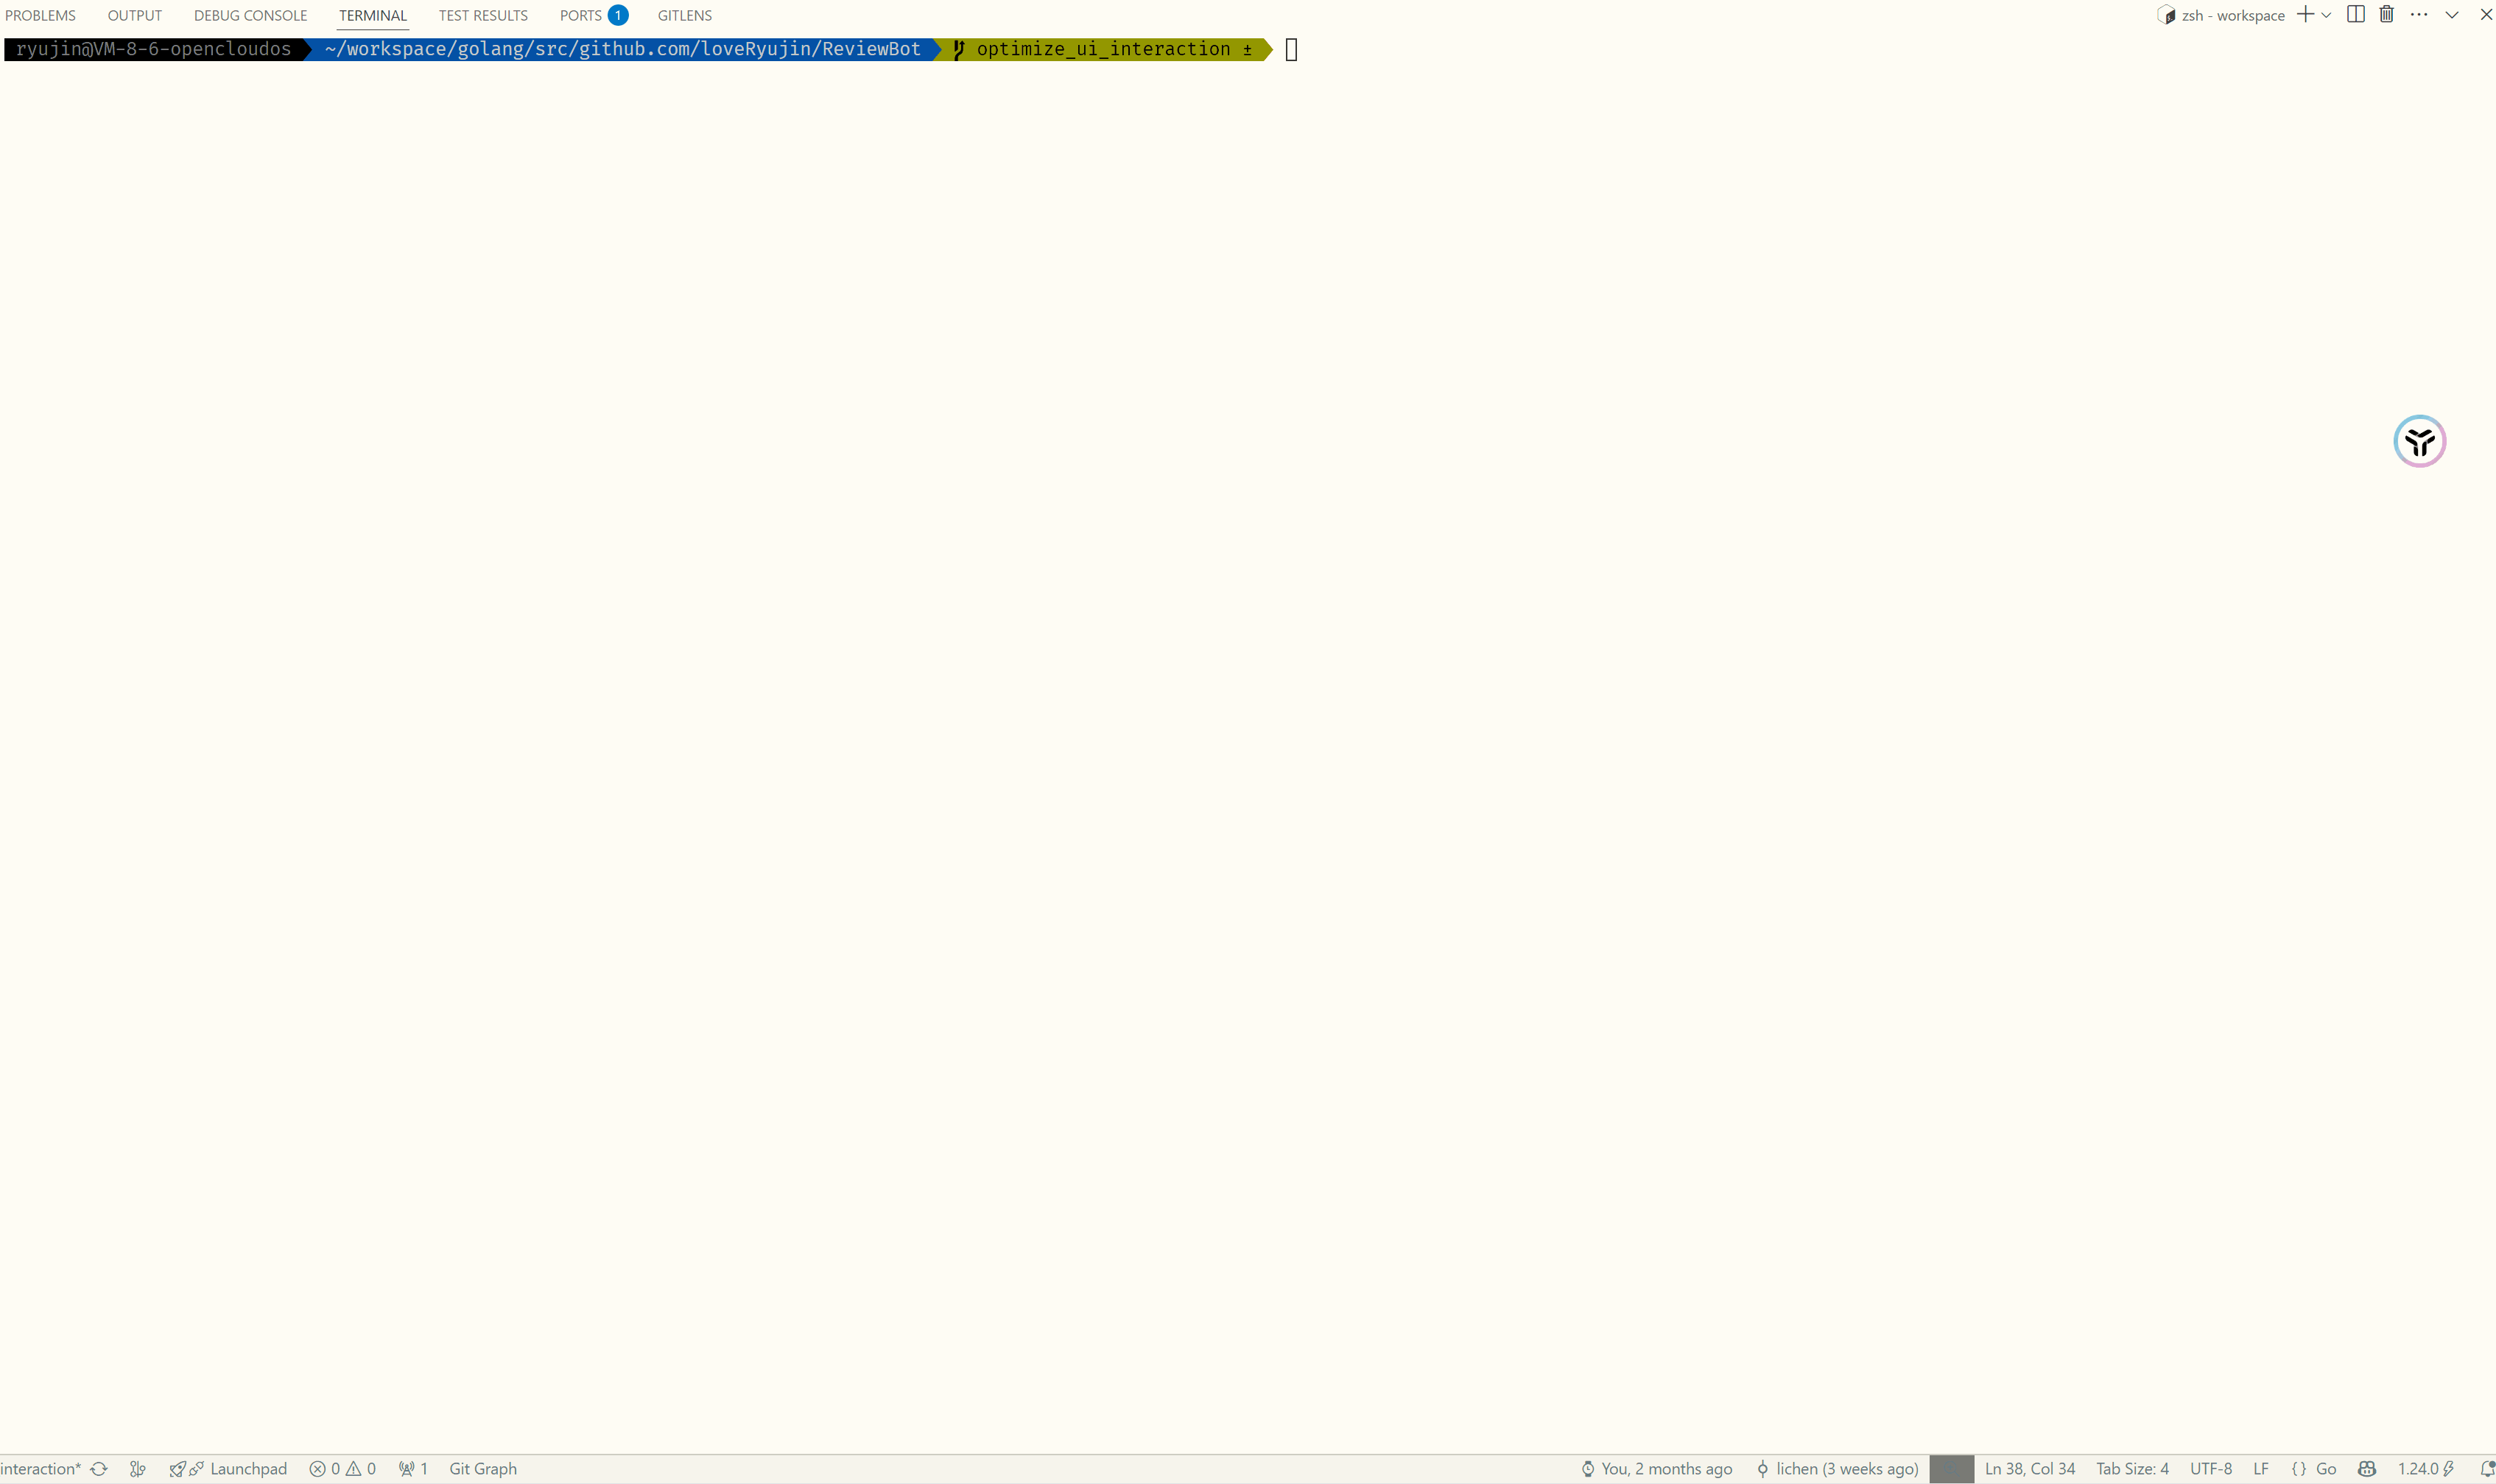 PROBLEMS OUTPUT DEBUG CONSOLE TERMINAL TEST RESULTS PORTS 1 GITLENS zsh - workspace
ryujin@VM-8-6-opencloudos ~/workspace/golang/src/github.com/loveRyujin/ReviewBot optimize_ui_interaction ±
interaction* Launchpad 0 0 1 Git Graph You, 2 months ago lichen (3 weeks ago) Ln 38, Col 34 Tab Size: 4 UTF-8 LF {} Go 1.24.0